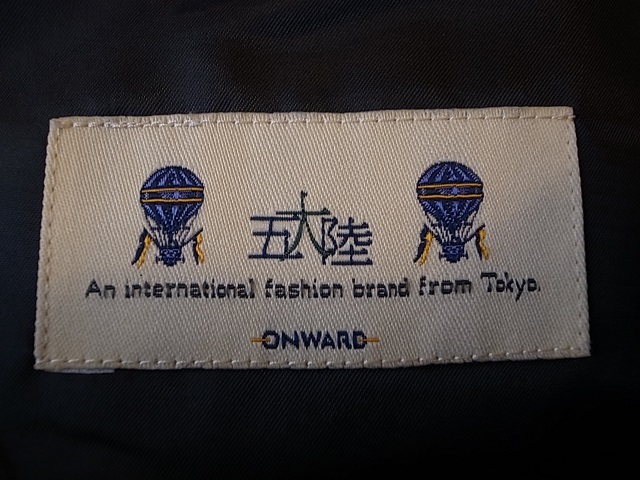 五大陸
An international fashion brand from Tokyo.
ONWARD